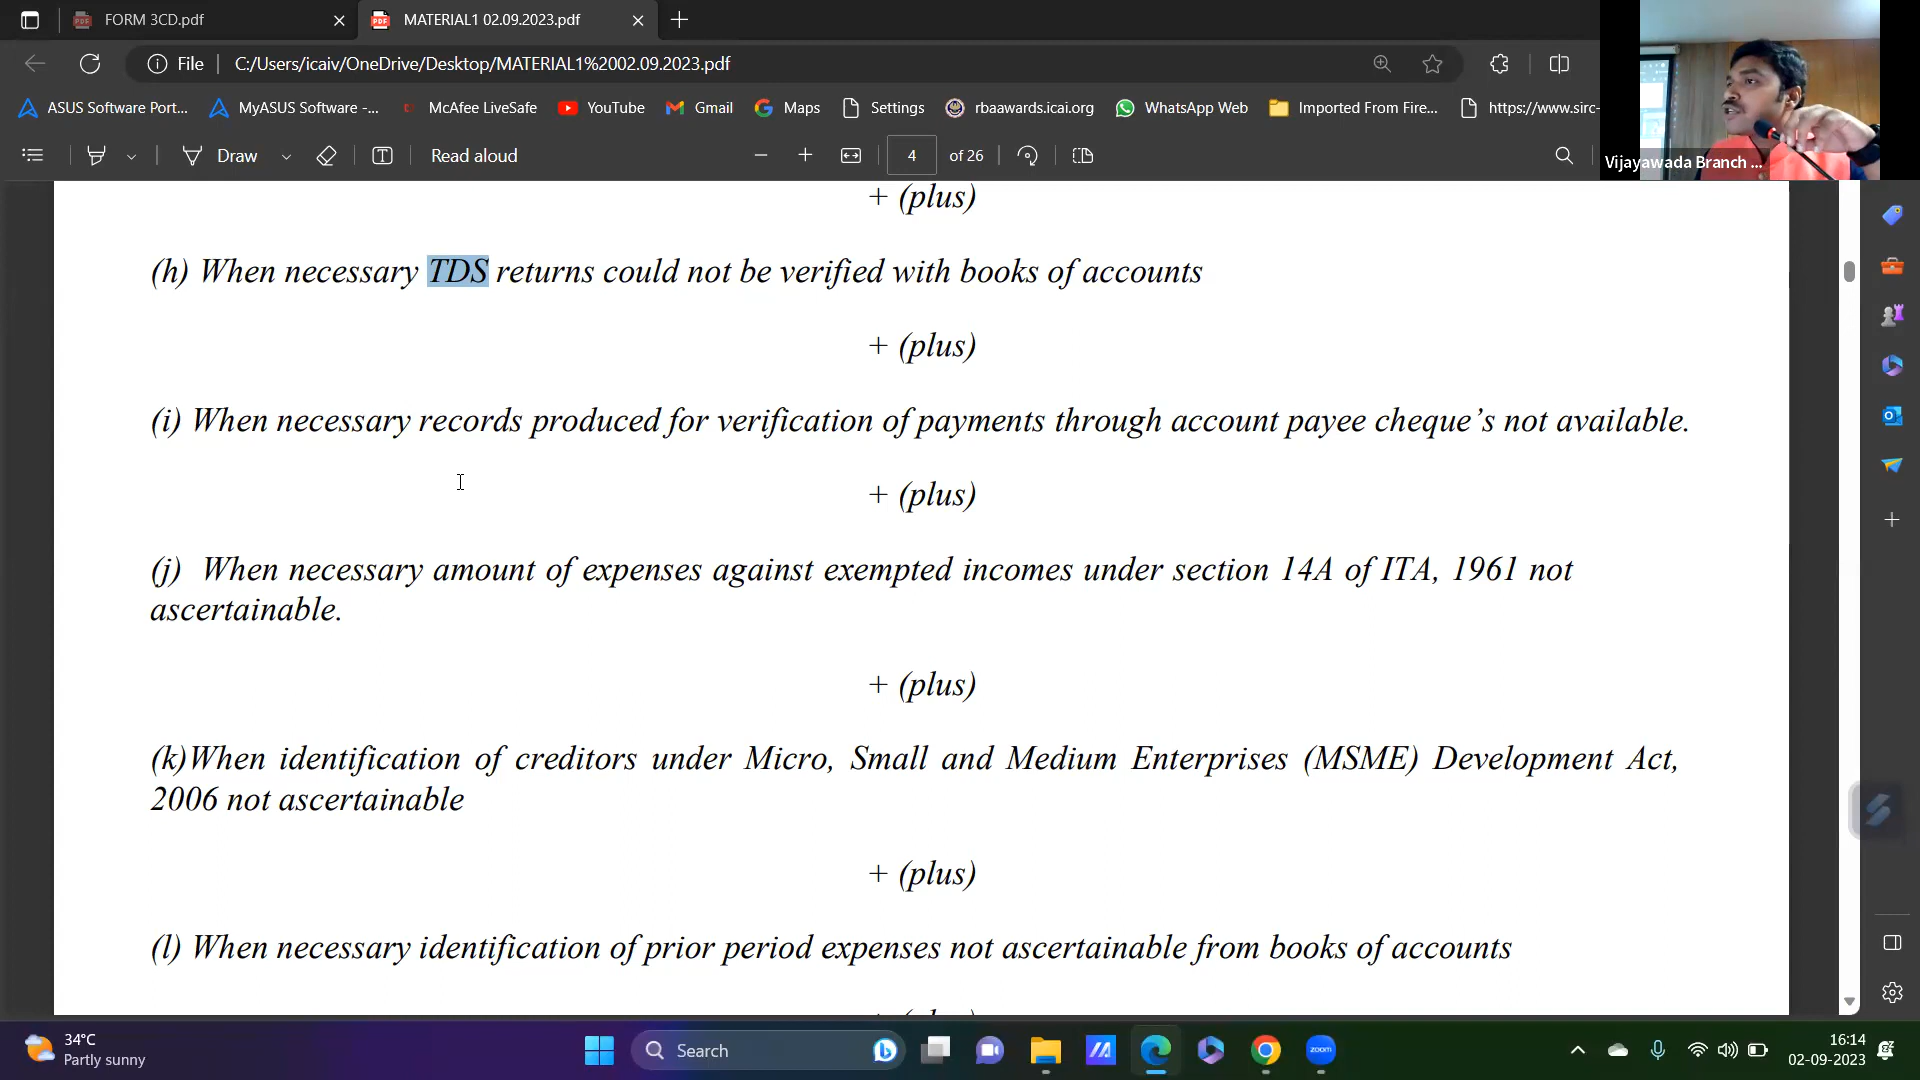 FORM 3CD.pdf
MATERIAL1 02.09.2023.pdf
File
C:/Users/icaiv/OneDrive/Desktop/MATERIAL1%2002.09.2023.pdf
ASUS Software Port...
MyASUS Software -...
McAfee LiveSafe
YouTube
Gmail
Maps
Settings
rbaawards.icai.org
WhatsApp Web
Imported From Fire...
https://www.sirc-
Draw
Read aloud
4 of 26
Vijayawada Branch ...
+ (plus)
(h) When necessary TDS returns could not be verified with books of accounts
+ (plus)
(i) When necessary records produced for verification of payments through account payee cheque’s not available.
+ (plus)
(j) When necessary amount of expenses against exempted incomes under section 14A of ITA, 1961 not
ascertainable.
+ (plus)
(k)When identification of creditors under Micro, Small and Medium Enterprises (MSME) Development Act,
2006 not ascertainable
+ (plus)
(l) When necessary identification of prior period expenses not ascertainable from books of accounts
34°C
Partly sunny
Search
zoom
16:14
02-09-2023